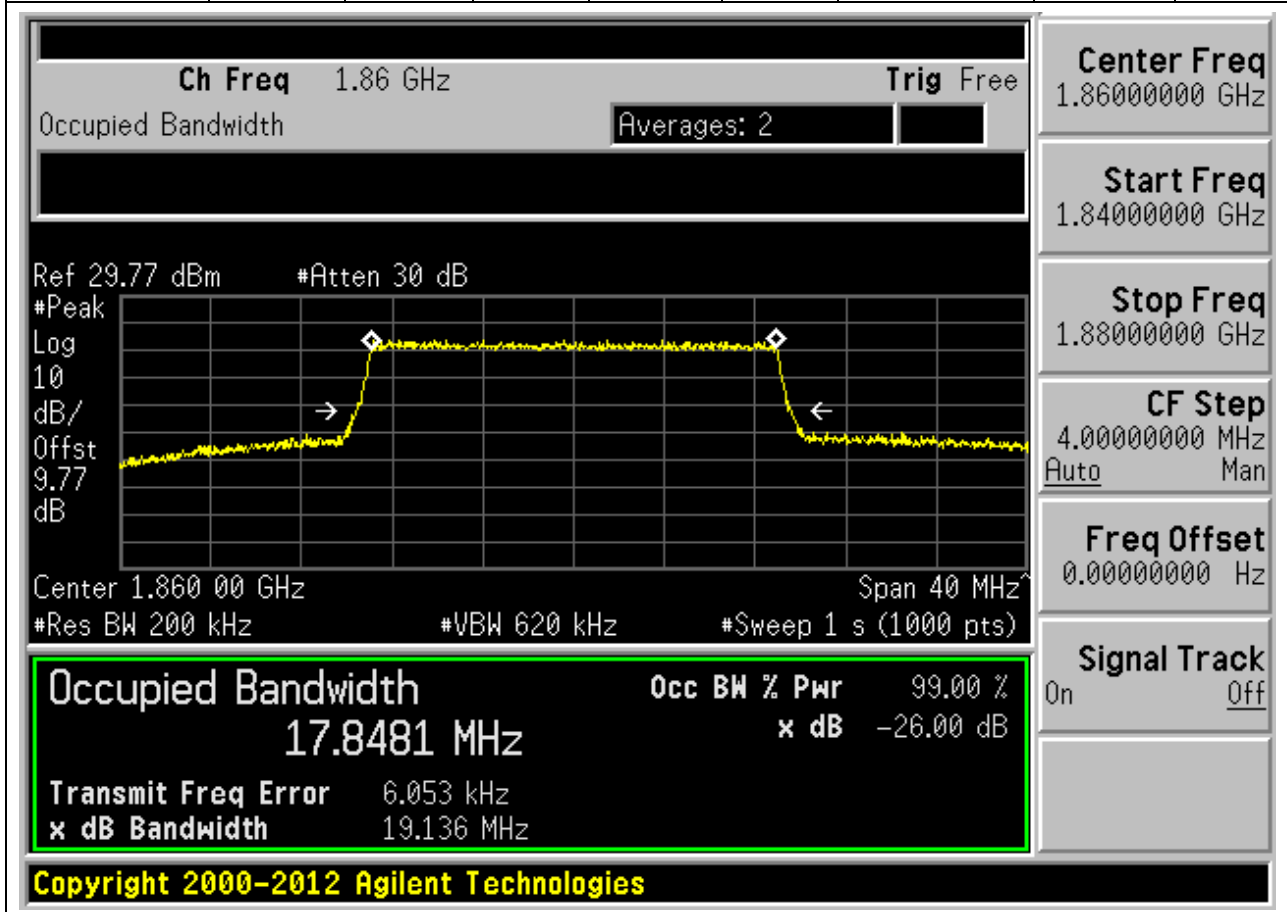 Ch Freq 1.86 GHz Trig Free
Occupied Bandwidth Averages: 2
Ref 29.77 dBm #Atten 30 dB
#Peak
Log
10
dB/
Offst
9.77
dB
Center 1.860 00 GHz Span 40 MHz^
#Res BW 200 kHz #VBW 620 kHz #Sweep 1 s (1000 pts)
Occupied Bandwidth Occ BW % Pwr 99.00 %
17.8481 MHz x dB -26.00 dB
Transmit Freq Error 6.053 kHz
x dB Bandwidth 19.136 MHz
Copyright 2000-2012 Agilent Technologies
Center Freq
1.86000000 GHz
Start Freq
1.84000000 GHz
Stop Freq
1.88000000 GHz
CF Step
4.00000000 MHz
Auto Man
Freq Offset
0.00000000 Hz
Signal Track
On Off